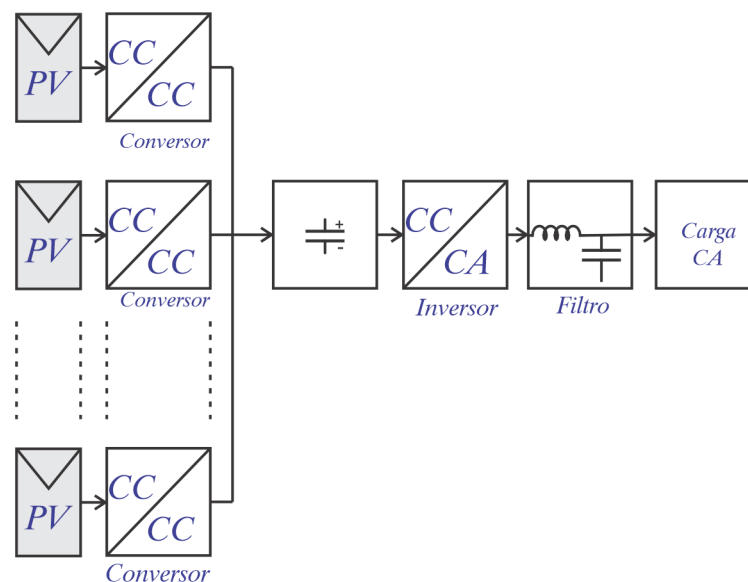 PV
CC
CC
Conversor
PV
CC
CC
Conversor
+
-
CC
CA
Inversor
Filtro
Carga
CA
PV
CC
CC
Conversor